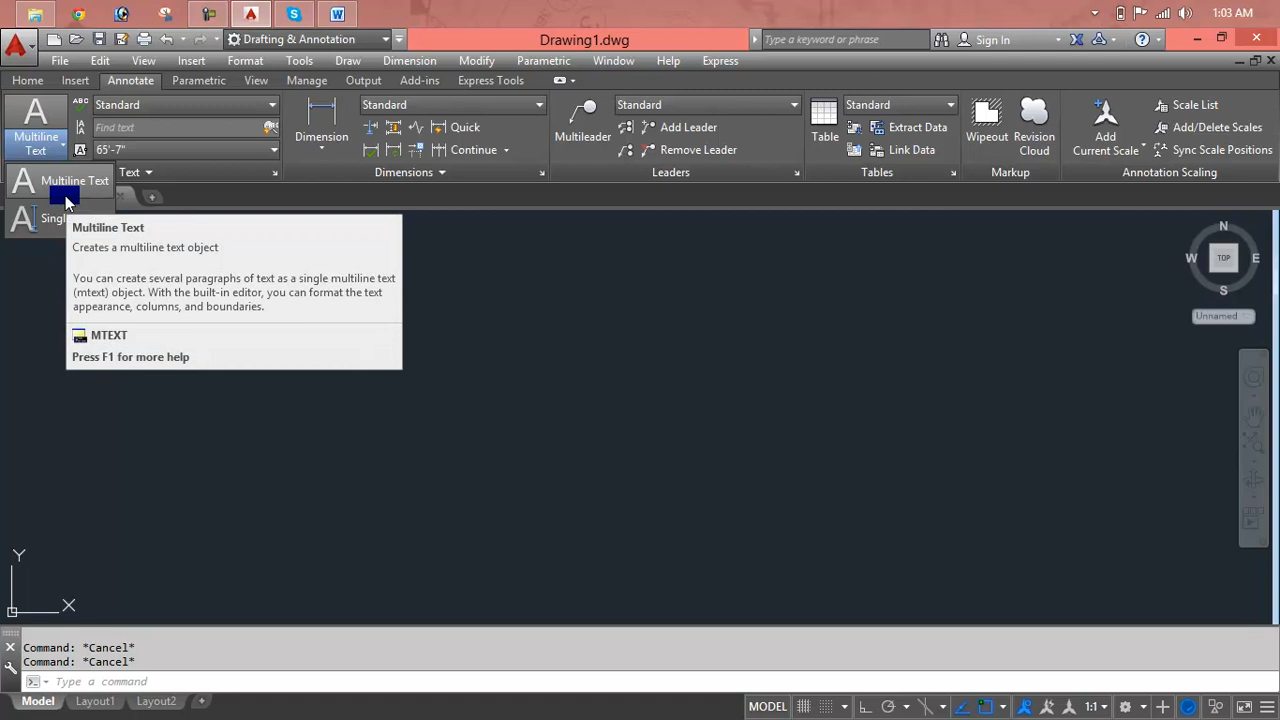 1:03 AM
Drafting & Annotation
Drawing1.dwg
Type a keyword or phrase
Sign In
File Edit View Insert Format Tools Draw Dimension Modify Parametric Window Help Express
Home Insert Annotate Parametric View Manage Output Add-ins Express Tools
Multiline
Text
ABC
Standard
Find text
65'-7"
Text
Dimension
Standard
Quick
Continue
Dimensions
Multileader
Standard
Add Leader
Remove Leader
Leaders
Table
Standard
Extract Data
Link Data
Tables
Wipeout
Revision
Cloud
Markup
Add
Current Scale
Scale List
Add/Delete Scales
Sync Scale Positions
Annotation Scaling
Multiline Text
Multiline Text
Creates a multiline text object
You can create several paragraphs of text as a single multiline text
(mtext) object. With the built-in editor, you can format the text
appearance, columns, and boundaries.
MTEXT
Press F1 for more help
N
W TOP E
S
Unnamed
Y
X
Command: *Cancel*
Command: *Cancel*
Type a command
Model Layout1 Layout2 +
MODEL
1:1